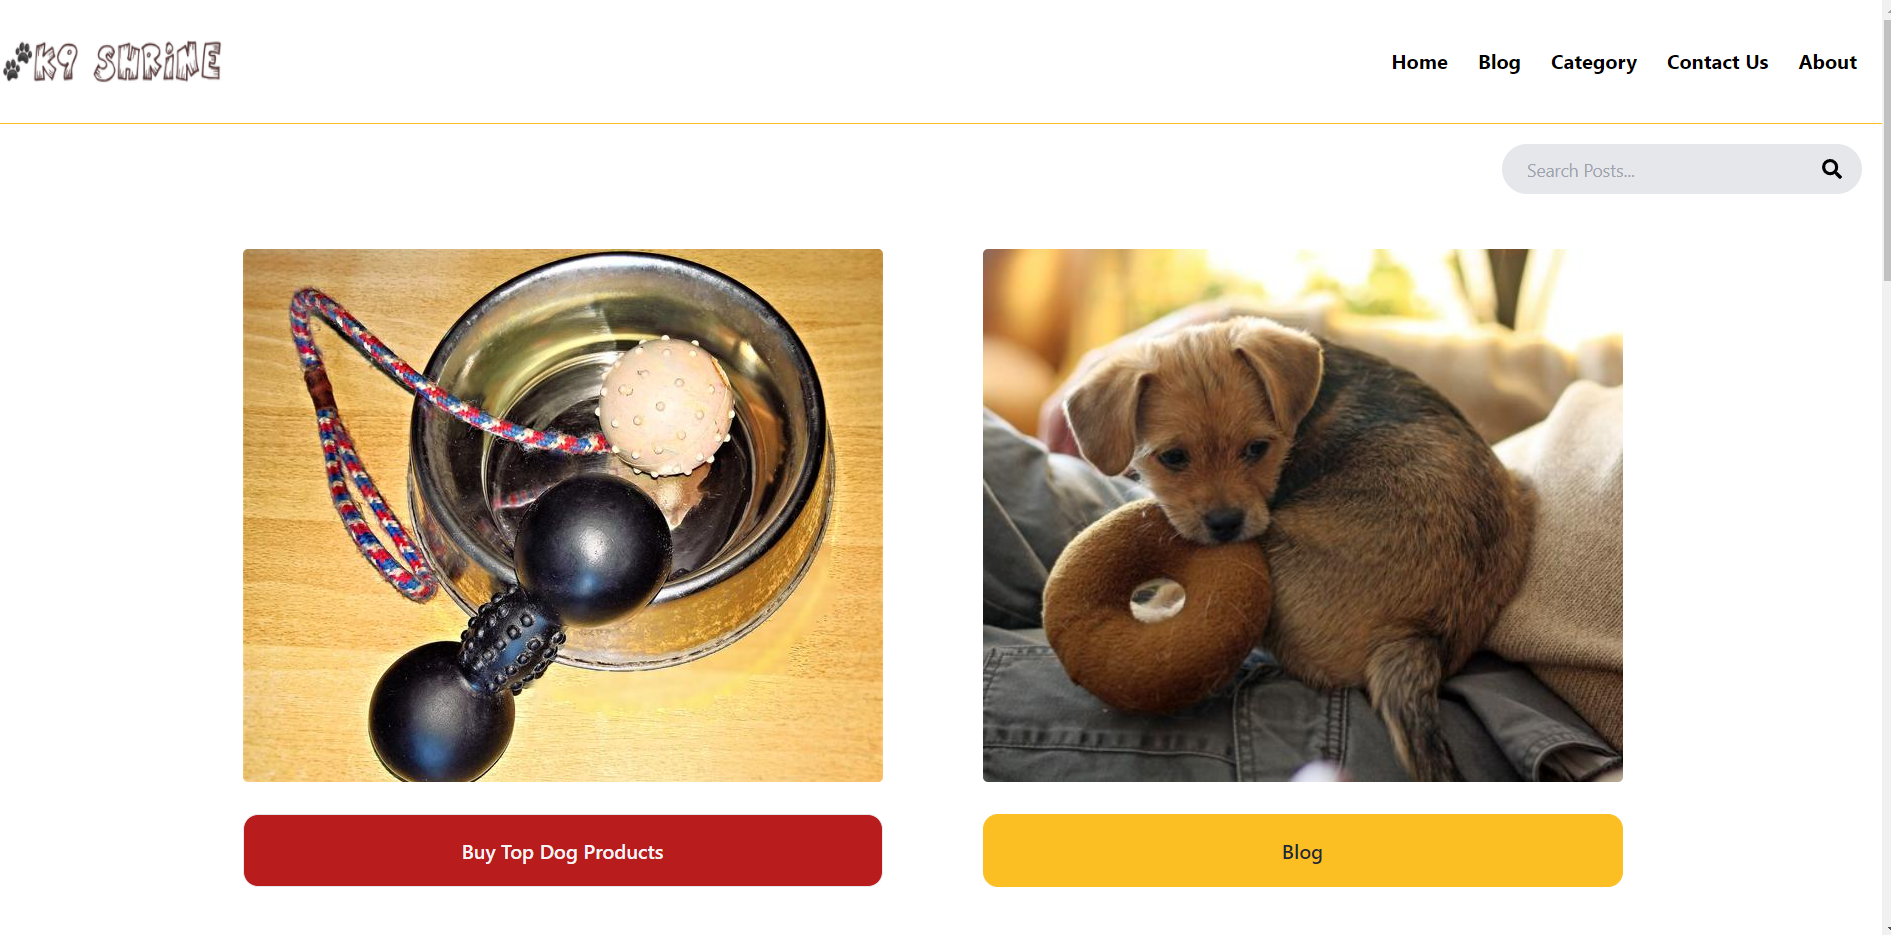 K9 SHRINE
Home Blog Category Contact Us About
Search Posts...
Buy Top Dog Products
Blog